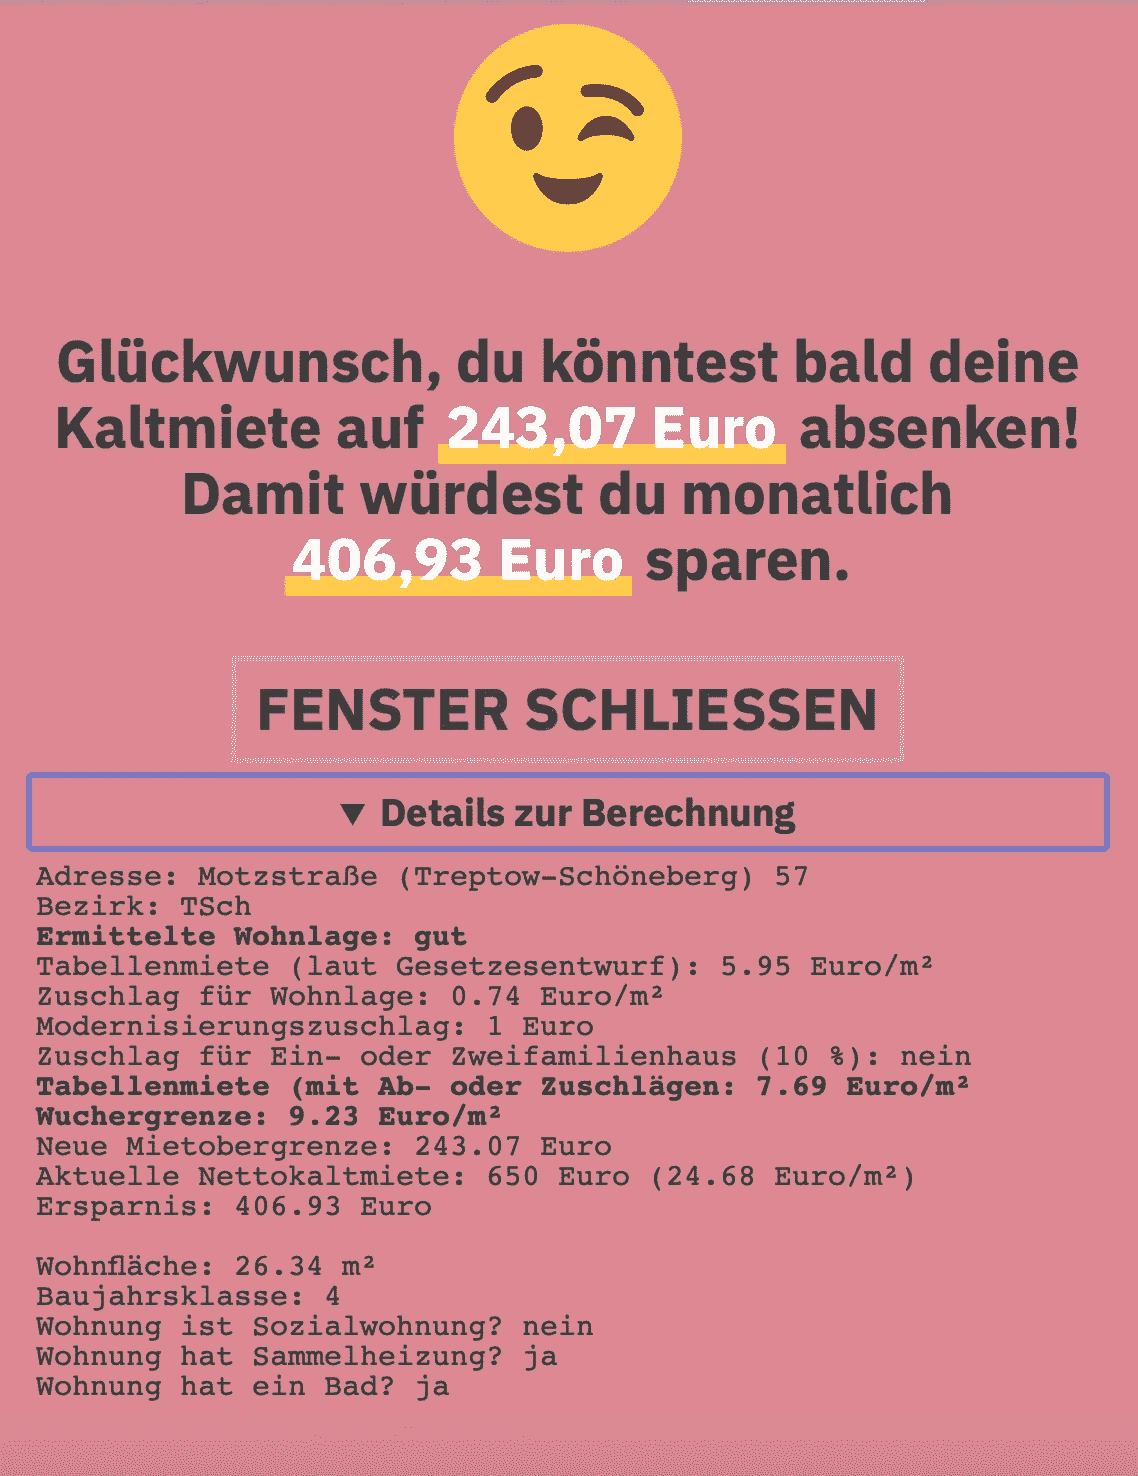 Glückwunsch, du könntest bald deine
Kaltmiete auf 243,07 Euro absenken!
Damit würdest du monatlich
406,93 Euro sparen.
FENSTER SCHLIESSEN
▼ Details zur Berechnung
Adresse: Motzstraße (Treptow-Schöneberg) 57
Bezirk: TSch
Ermittelte Wohnlage: gut
Tabellenmiete (laut Gesetzesentwurf): 5.95 Euro/m²
Zuschlag für Wohnlage: 0.74 Euro/m²
Modernisierungszuschlag: 1 Euro
Zuschlag für Ein- oder Zweifamilienhaus (10 %): nein
Tabellenmiete (mit Ab- oder Zuschlägen: 7.69 Euro/m²
Wuchergrenze: 9.23 Euro/m²
Neue Mietobergrenze: 243.07 Euro
Aktuelle Nettokaltmiete: 650 Euro (24.68 Euro/m²)
Ersparnis: 406.93 Euro
Wohnfläche: 26.34 m²
Baujahrsklasse: 4
Wohnung ist Sozialwohnung? nein
Wohnung hat Sammelheizung? ja
Wohnung hat ein Bad? ja